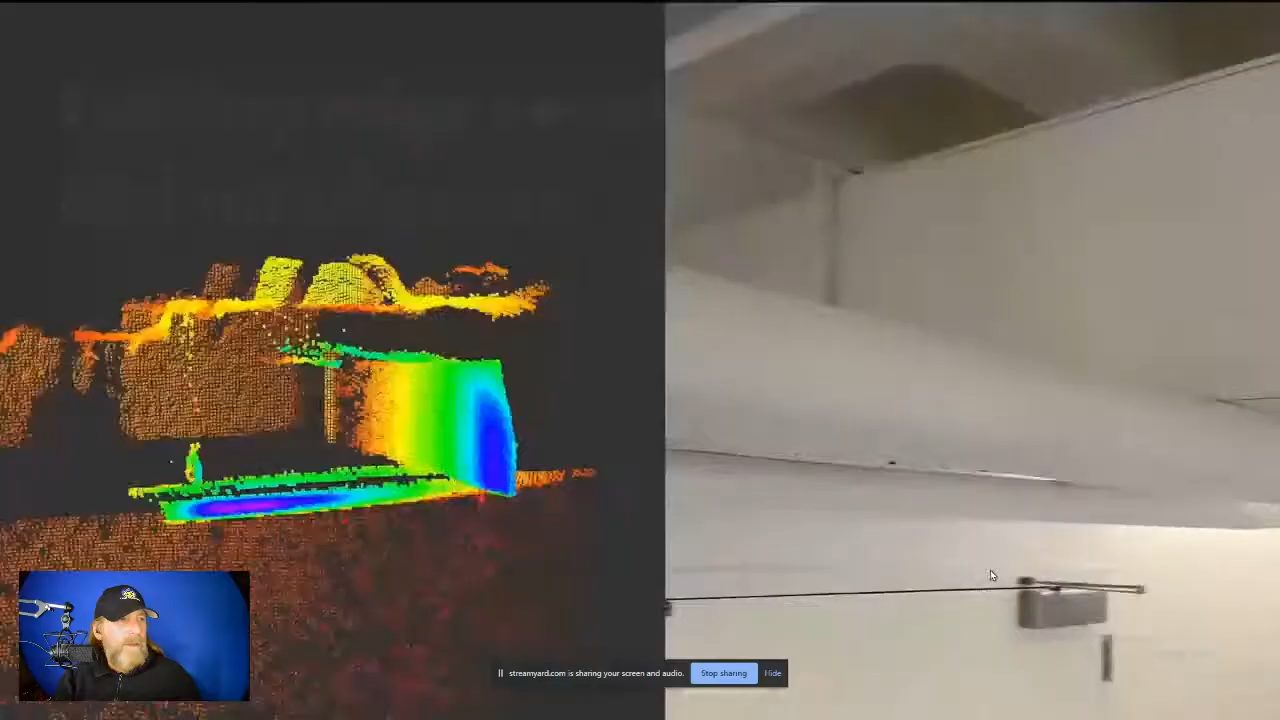 streamyard.com is sharing your screen and audio.
Stop sharing
Hide